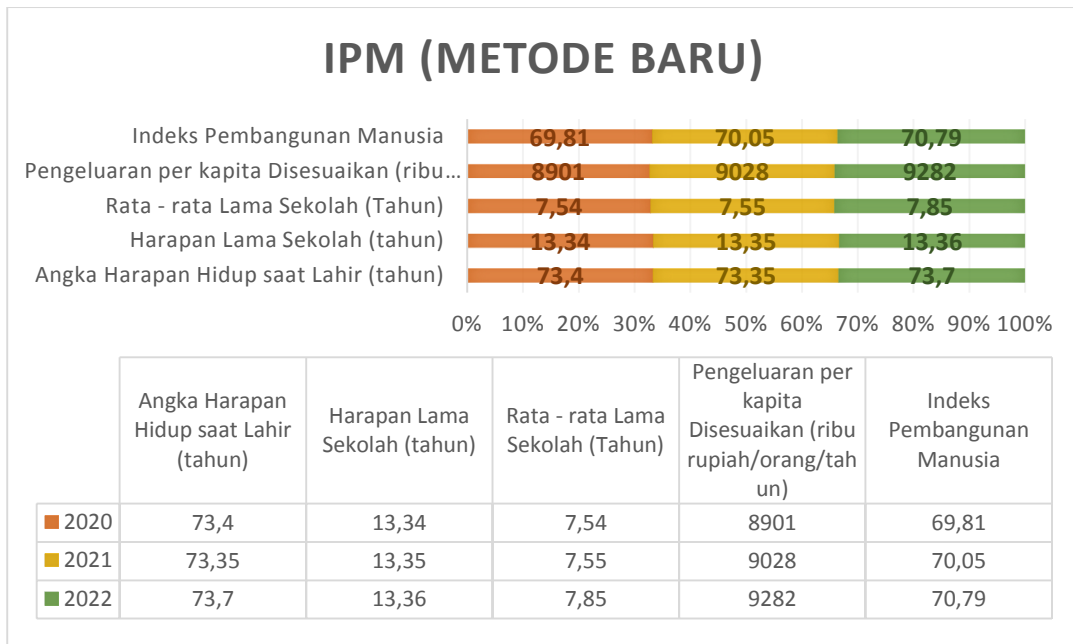 IPM (METODE BARU)
Indeks Pembangunan Manusia 69,81 70,05 70,79
Pengeluaran per kapita Disesuaikan (ribu... 8901 9028 9282
Rata - rata Lama Sekolah (Tahun) 7,54 7,55 7,85
Harapan Lama Sekolah (tahun) 13,34 13,35 13,36
Angka Harapan Hidup saat Lahir (tahun) 73,4 73,35 73,7
0% 10% 20% 30% 40% 50% 60% 70% 80% 90% 100%
Angka Harapan
Hidup saat Lahir
(tahun)
Harapan Lama
Sekolah (tahun)
Rata - rata Lama
Sekolah (Tahun)
Pengeluaran per
kapita
Disesuaikan (ribu
rupiah/orang/tah
un)
Indeks
Pembangunan
Manusia
2020 73,4 13,34 7,54 8901 69,81
2021 73,35 13,35 7,55 9028 70,05
2022 73,7 13,36 7,85 9282 70,79